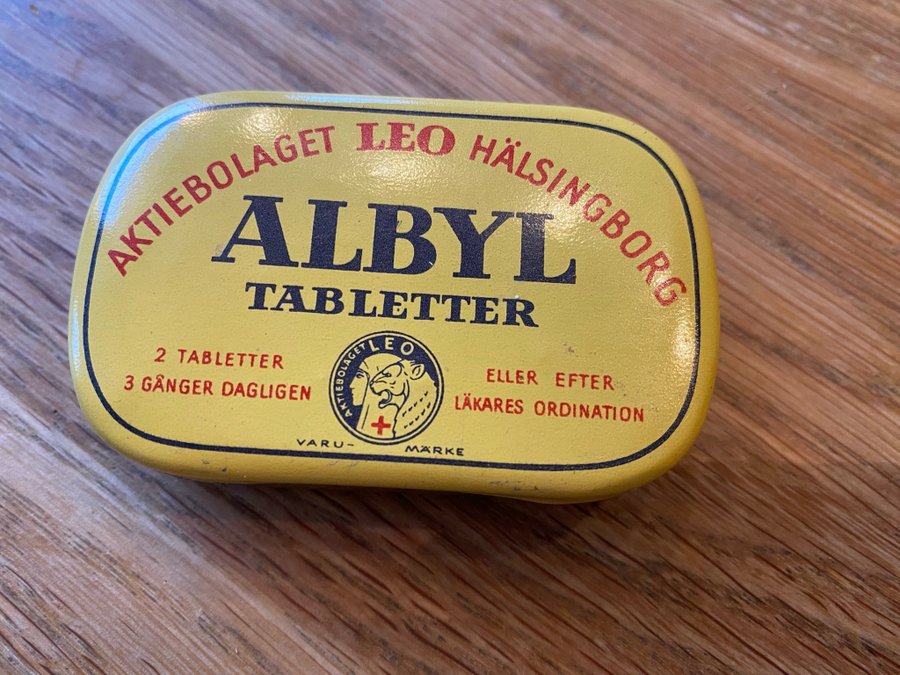 AKTIEBOLAGET LEO HÄLSINGBORG
ALBYL
TABLETTER
2 TABLETTER
3 GÅNGER DAGLIGEN
AKTIEBOLAGET LEO
ELLER EFTER
LÄKARES ORDINATION
VARU- MÄRKE